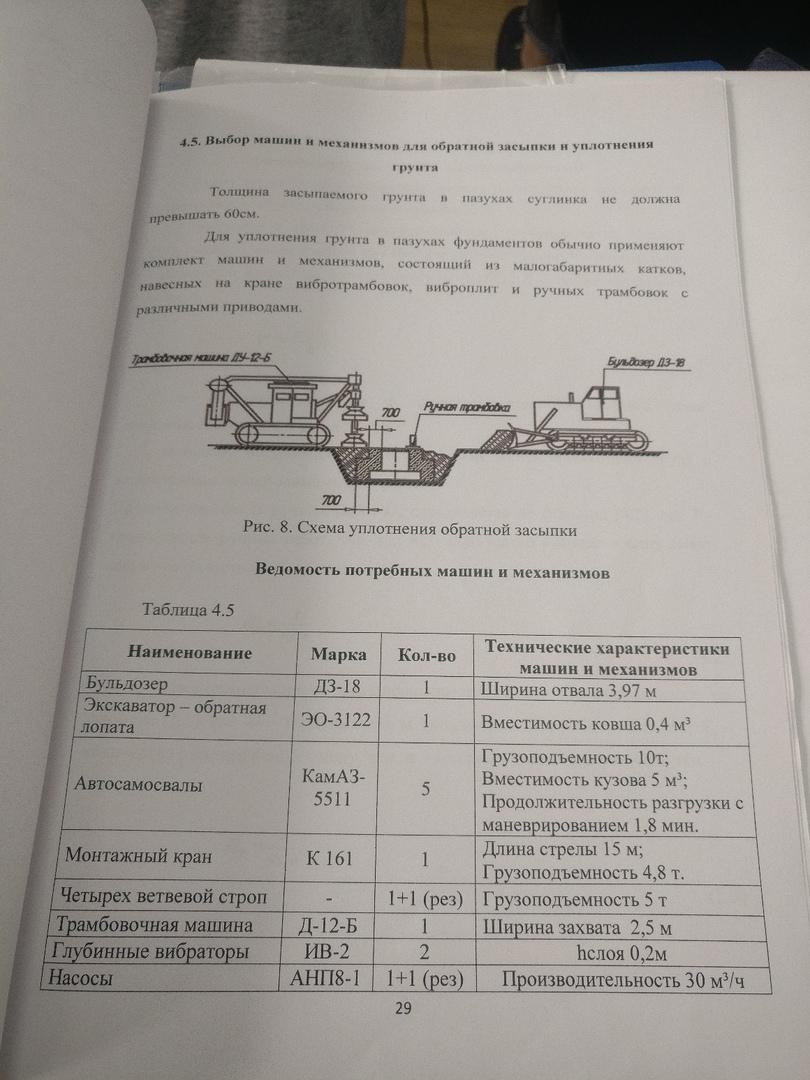 4.5. Выбор машин и механизмов для обратной засыпки и уплотнения
грунта
Толщина засыпаемого грунта в пазухах суглинка не должна
превышать 60см.
Для уплотнения грунта в пазухах фундаментов обычно применяют
комплект машин и механизмов, состоящий из малогабаритных катков,
навесных на кране вибротрамбовок, виброплит и ручных трамбовок с
различными приводами.
Трамбовочная машина ДУ-12-Б
Бульдозер ДЗ-18
Ручная трамбовка
700
700
Рис. 8. Схема уплотнения обратной засыпки
Ведомость потребных машин и механизмов
Таблица 4.5
Наименование Марка Кол-во Технические характеристики
машин и механизмов
Бульдозер ДЗ-18 1 Ширина отвала 3,97 м
Экскаватор – обратная
лопата ЭО-3122 1 Вместимость ковша 0,4 м³
Автосамосвалы КамАЗ-
5511 5 Грузоподъемность 10т;
Вместимость кузова 5 м³;
Продолжительность разгрузки с
маневрированием 1,8 мин.
Монтажный кран К 161 1 Длина стрелы 15 м;
Грузоподъемность 4,8 т.
Четырех ветвевой строп - 1+1 (рез) Грузоподъемность 5 т
Трамбовочная машина Д-12-Б 1 Ширина захвата 2,5 м
Глубинные вибраторы ИВ-2 2 hслоя 0,2м
Насосы АНП8-1 1+1 (рез) Производительность 30 м³/ч
29